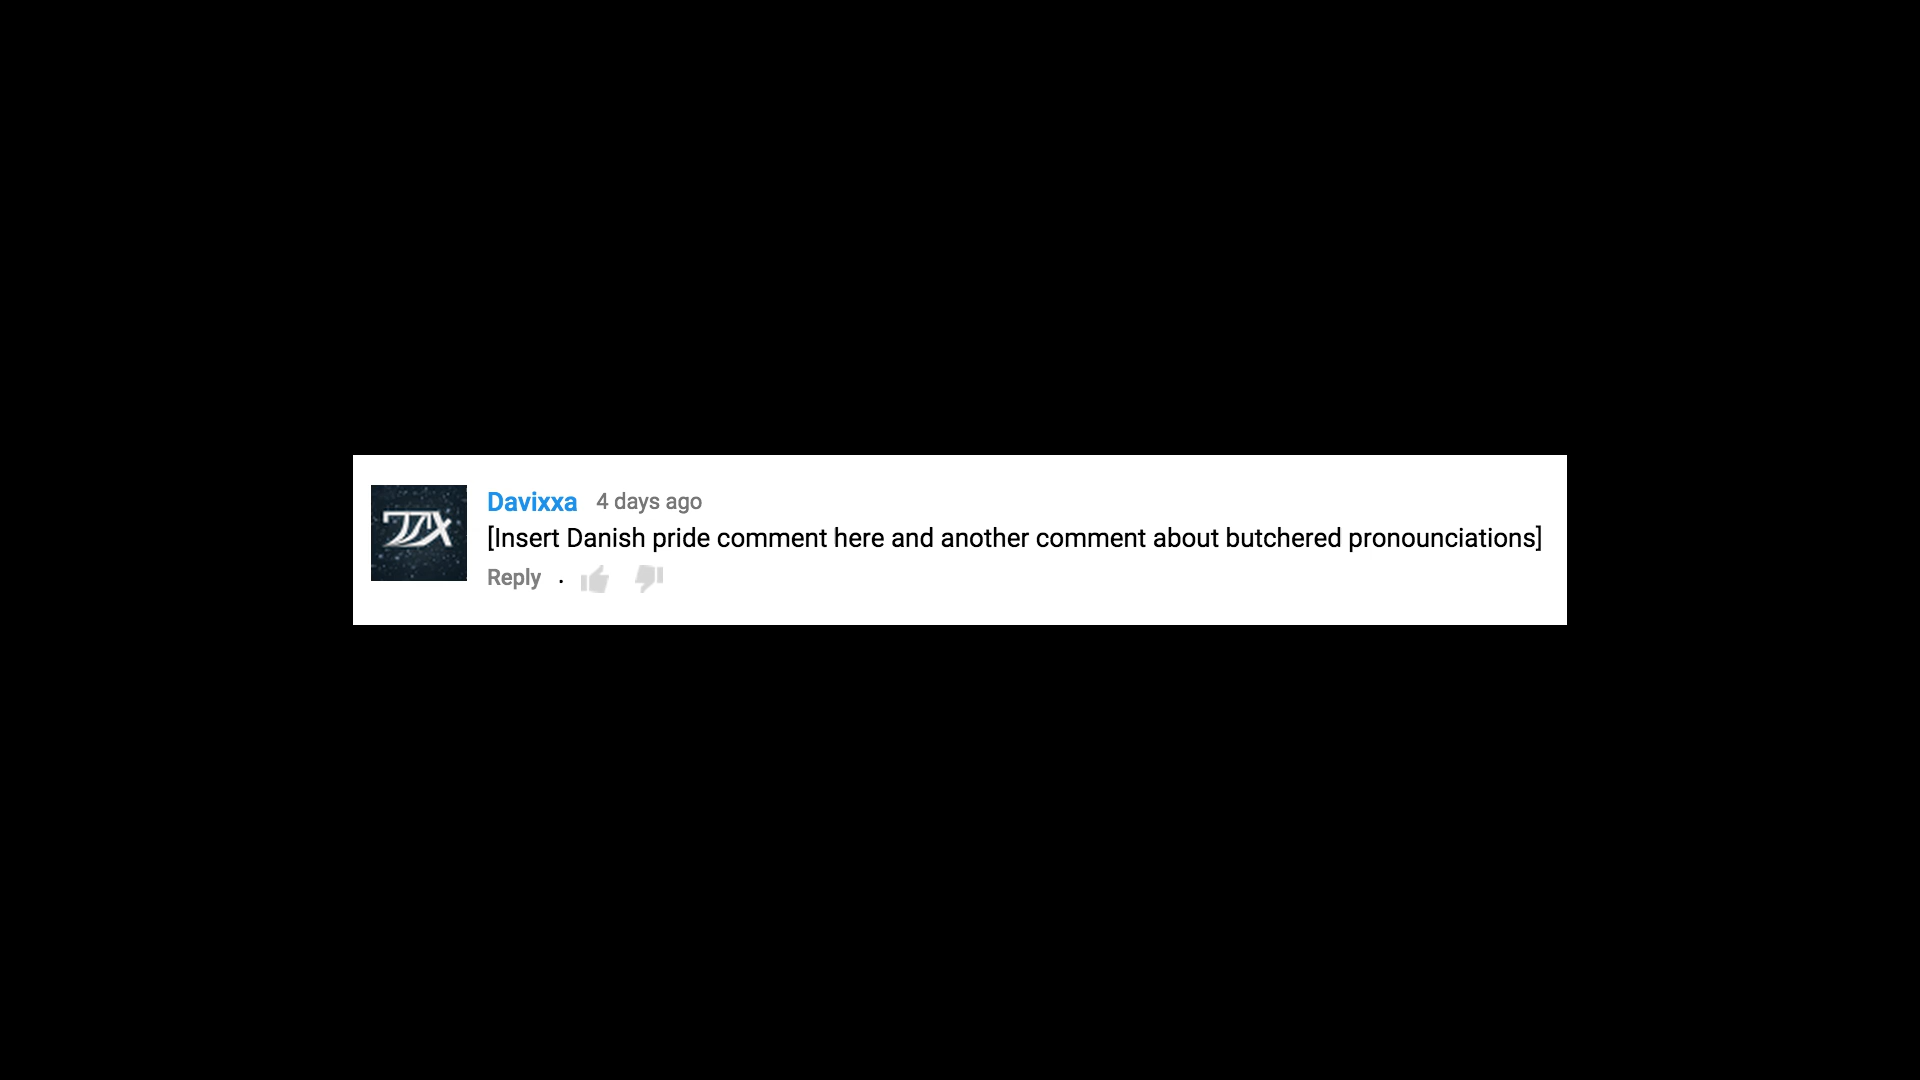 Davixxa 4 days ago
[Insert Danish pride comment here and another comment about butchered pronounciations]
Reply .